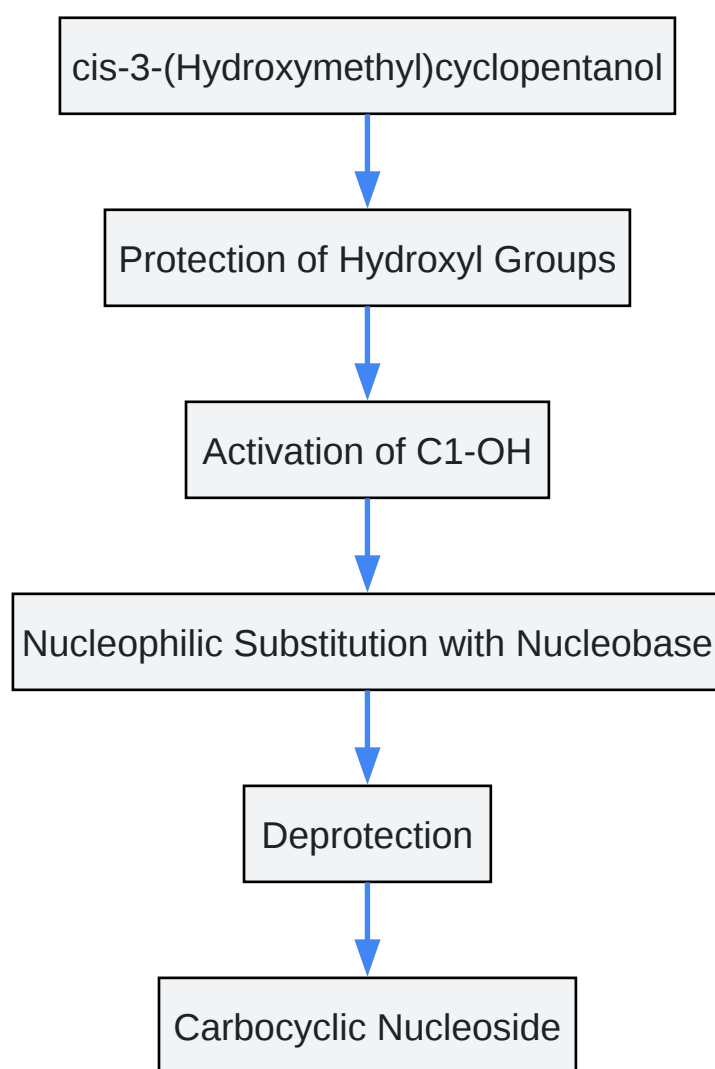 cis-3-(Hydroxymethyl)cyclopentanol
Protection of Hydroxyl Groups
Activation of C1-OH
Nucleophilic Substitution with Nucleobase
Deprotection
Carbocyclic Nucleoside